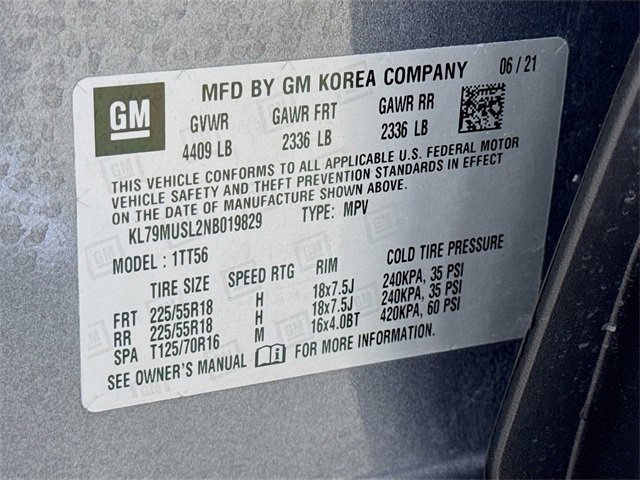 GM
MFD BY GM KOREA COMPANY 06 / 21
GVWR GAWR FRT GAWR RR
4409 LB 2336 LB 2336 LB
THIS VEHICLE CONFORMS TO ALL APPLICABLE U.S. FEDERAL MOTOR
VEHICLE SAFETY AND THEFT PREVENTION STANDARDS IN EFFECT
ON THE DATE OF MANUFACTURE SHOWN ABOVE.
KL79MUSL2NB019829 TYPE: MPV
MODEL : 1TT56
TIRE SIZE SPEED RTG RIM COLD TIRE PRESSURE
FRT 225/55R18 H 18x7.5J 240KPA, 35 PSI
RR 225/55R18 H 18x7.5J 240KPA, 35 PSI
SPA T125/70R16 M 16x4.0BT 420KPA, 60 PSI
SEE OWNER'S MANUAL FOR MORE INFORMATION.